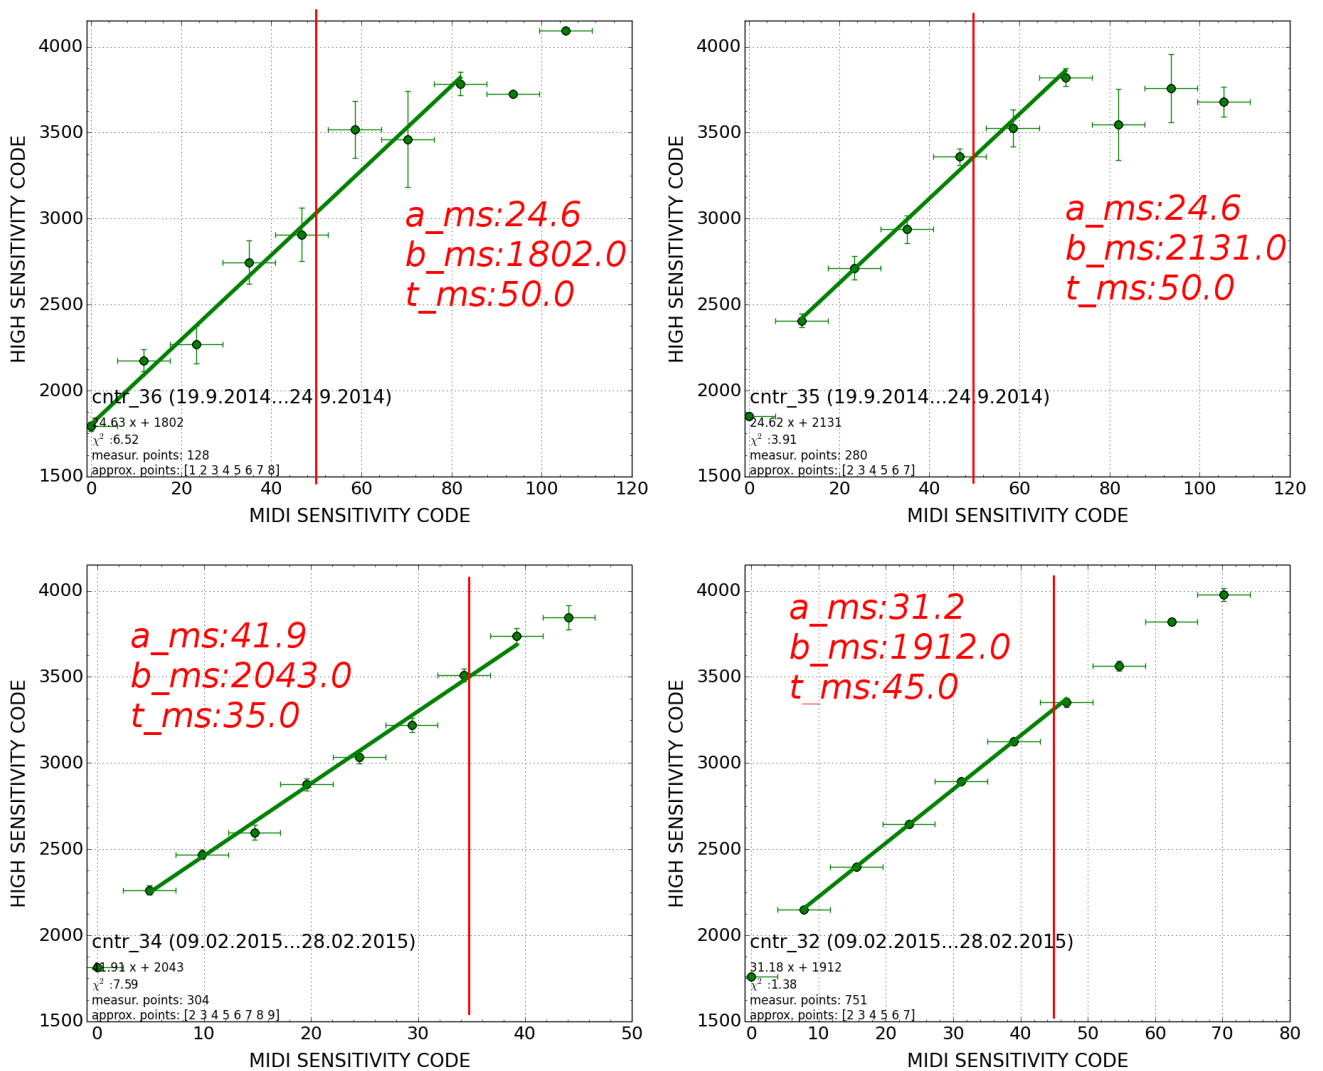 4000
3500
3000
2500
2000
1500
HIGH SENSITIVITY CODE
a_ms:24.6
b_ms:1802.0
t_ms:50.0
cntr_36 (19.9.2014...24.9.2014)
24.63 x + 1802
χ² :6.52
measur. points: 128
approx. points: [1 2 3 4 5 6 7 8]
0 20 40 60 80 100 120
MIDI SENSITIVITY CODE
4000
3500
3000
2500
2000
1500
HIGH SENSITIVITY CODE
a_ms:24.6
b_ms:2131.0
t_ms:50.0
cntr_35 (19.9.2014...24.9.2014)
24.62 x + 2131
χ² :3.91
measur. points: 280
approx. points: [2 3 4 5 6 7]
0 20 40 60 80 100 120
MIDI SENSITIVITY CODE
4000
3500
3000
2500
2000
1500
HIGH SENSITIVITY CODE
a_ms:41.9
b_ms:2043.0
t_ms:35.0
cntr_34 (09.02.2015...28.02.2015)
41.91 x + 2043
χ² :7.59
measur. points: 304
approx. points: [2 3 4 5 6 7 8 9]
0 10 20 30 40 50
MIDI SENSITIVITY CODE
4000
3500
3000
2500
2000
1500
HIGH SENSITIVITY CODE
a_ms:31.2
b_ms:1912.0
t_ms:45.0
cntr_32 (09.02.2015...28.02.2015)
31.18 x + 1912
χ² :1.38
measur. points: 751
approx. points: [2 3 4 5 6 7]
0 10 20 30 40 50 60 70 80
MIDI SENSITIVITY CODE